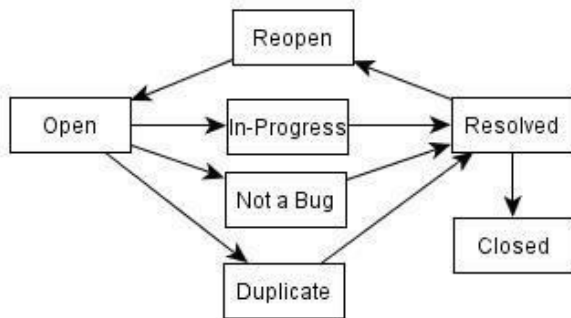 Reopen
Open
In-Progress
Resolved
Not a Bug
Closed
Duplicate